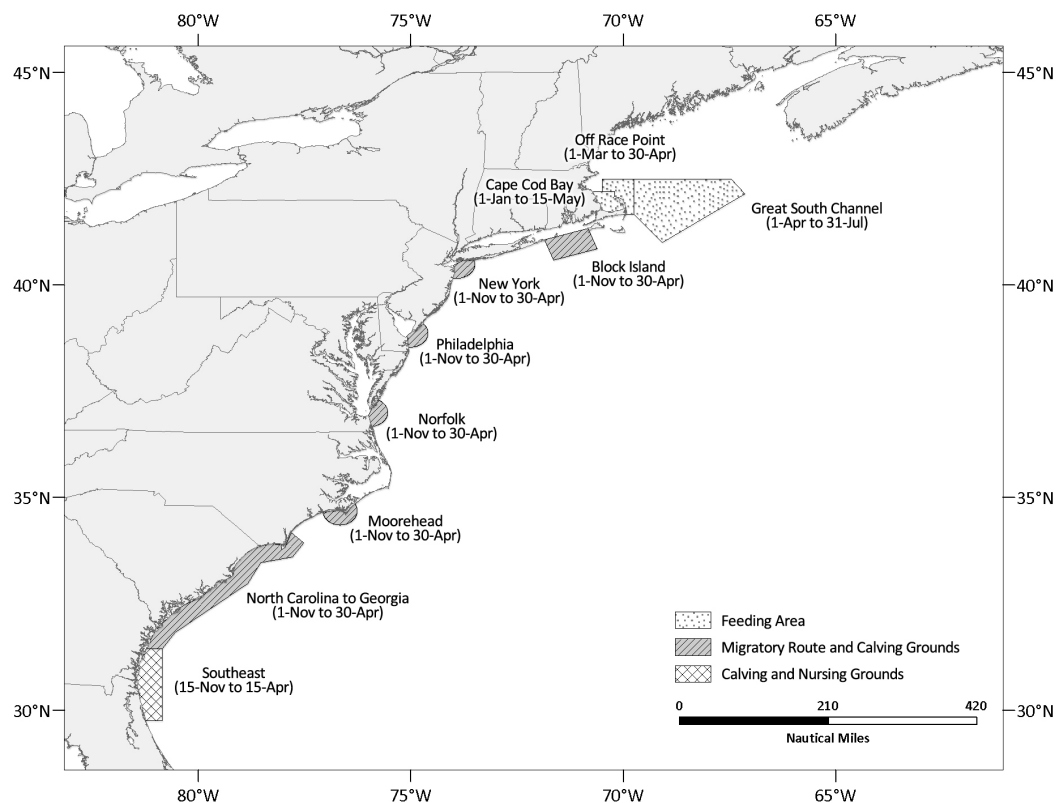 80°W 75°W 70°W 65°W
45°N 45°N
Off Race Point
(1-Mar to 30-Apr)
Cape Cod Bay
(1-Jan to 15-May)
Great South Channel
(1-Apr to 31-Jul)
Block Island
(1-Nov to 30-Apr)
40°N 40°N
New York
(1-Nov to 30-Apr)
Philadelphia
(1-Nov to 30-Apr)
Norfolk
(1-Nov to 30-Apr)
35°N 35°N
Moorehead
(1-Nov to 30-Apr)
North Carolina to Georgia
(1-Nov to 30-Apr)
Southeast
(15-Nov to 15-Apr)
Feeding Area
Migratory Route and Calving Grounds
Calving and Nursing Grounds
0 210 420
Nautical Miles
30°N 30°N
80°W 75°W 70°W 65°W